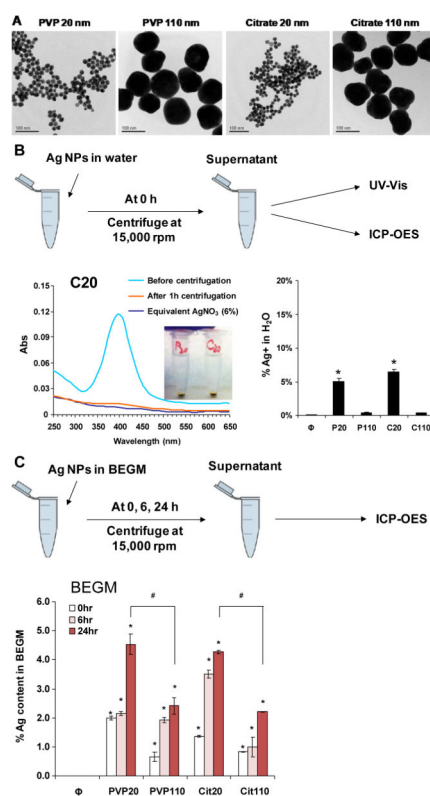 A
PVP 20 nm PVP 110 nm Citrate 20 nm Citrate 110 nm
100 nm 100 nm 100 nm 100 nm
B
Ag NPs in water
At 0 h
Centrifuge at
15,000 rpm
Supernatant
UV-Vis
ICP-OES
C20
Before centrifugation
After 1h centrifugation
Equivalent AgNO3 (6%)
Abs
0.15
0.12
0.09
0.06
0.03
0
250 300 350 400 450 500 550 600 650
Wavelength (nm)
C20
% Ag+ in H2O
20%
15%
10%
5%
0%
* *
Φ P20 P110 C20 C110
C
Ag NPs in BEGM
At 0, 6, 24 h
Centrifuge at
15,000 rpm
Supernatant
ICP-OES
BEGM
0hr
6hr
24hr
# #
* * * * * * * * * * * *
% Ag content in BEGM
6.0
5.0
4.0
3.0
2.0
1.0
0.0
Φ PVP20 PVP110 Cit20 Cit110